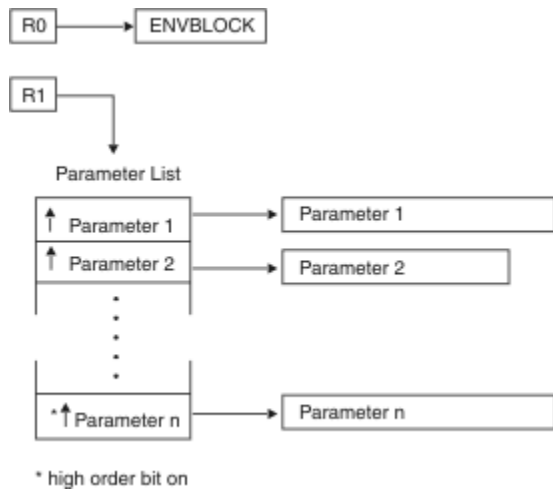 R0 ENVBLOCK
R1
Parameter List
↑ Parameter 1 Parameter 1
↑ Parameter 2 Parameter 2
*↑ Parameter n Parameter n
* high order bit on